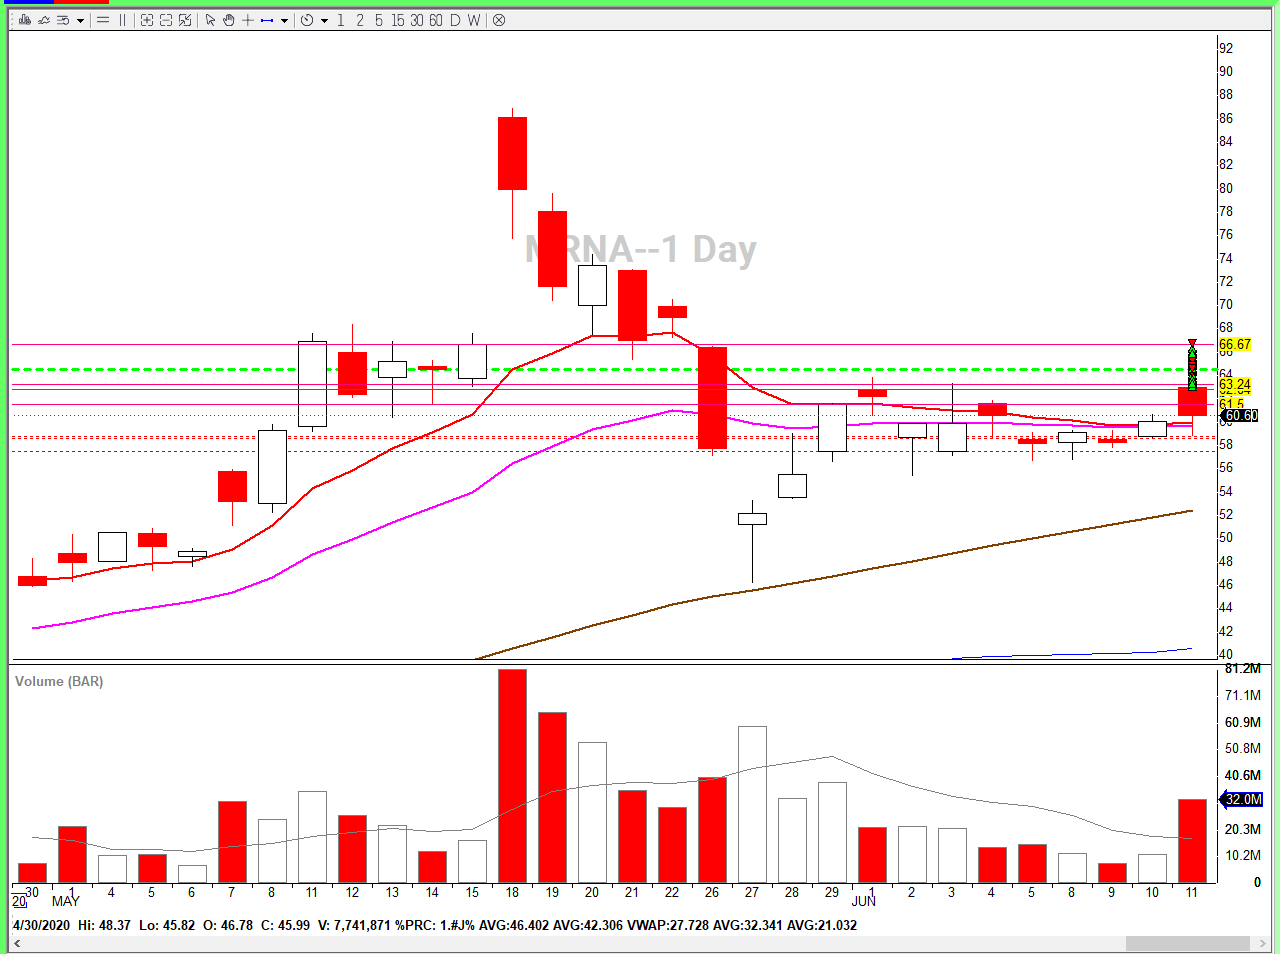 1 2 5 15 30 60 D W
MRNA--1 Day
92
90
88
86
84
82
80
78
76
74
72
70
68
66.67
66
64
63.24
61.5
60.60
58
56
54
52
50
48
46
44
42
40
Volume (BAR)
81.2M
71.1M
60.9M
50.8M
40.6M
32.0M
20.3M
10.2M
0
30 1 4 5 6 7 8 11 12 13 14 15 18 19 20 21 22 26 27 28 29 1 2 3 4 5 8 9 10 11
20 MAY JUN
4/30/2020 Hi: 48.37 Lo: 45.82 O: 46.78 C: 45.99 V: 7,741,871 %PRC: 1.#J% AVG:46.402 AVG:42.306 VWAP:27.728 AVG:32.341 AVG:21.032